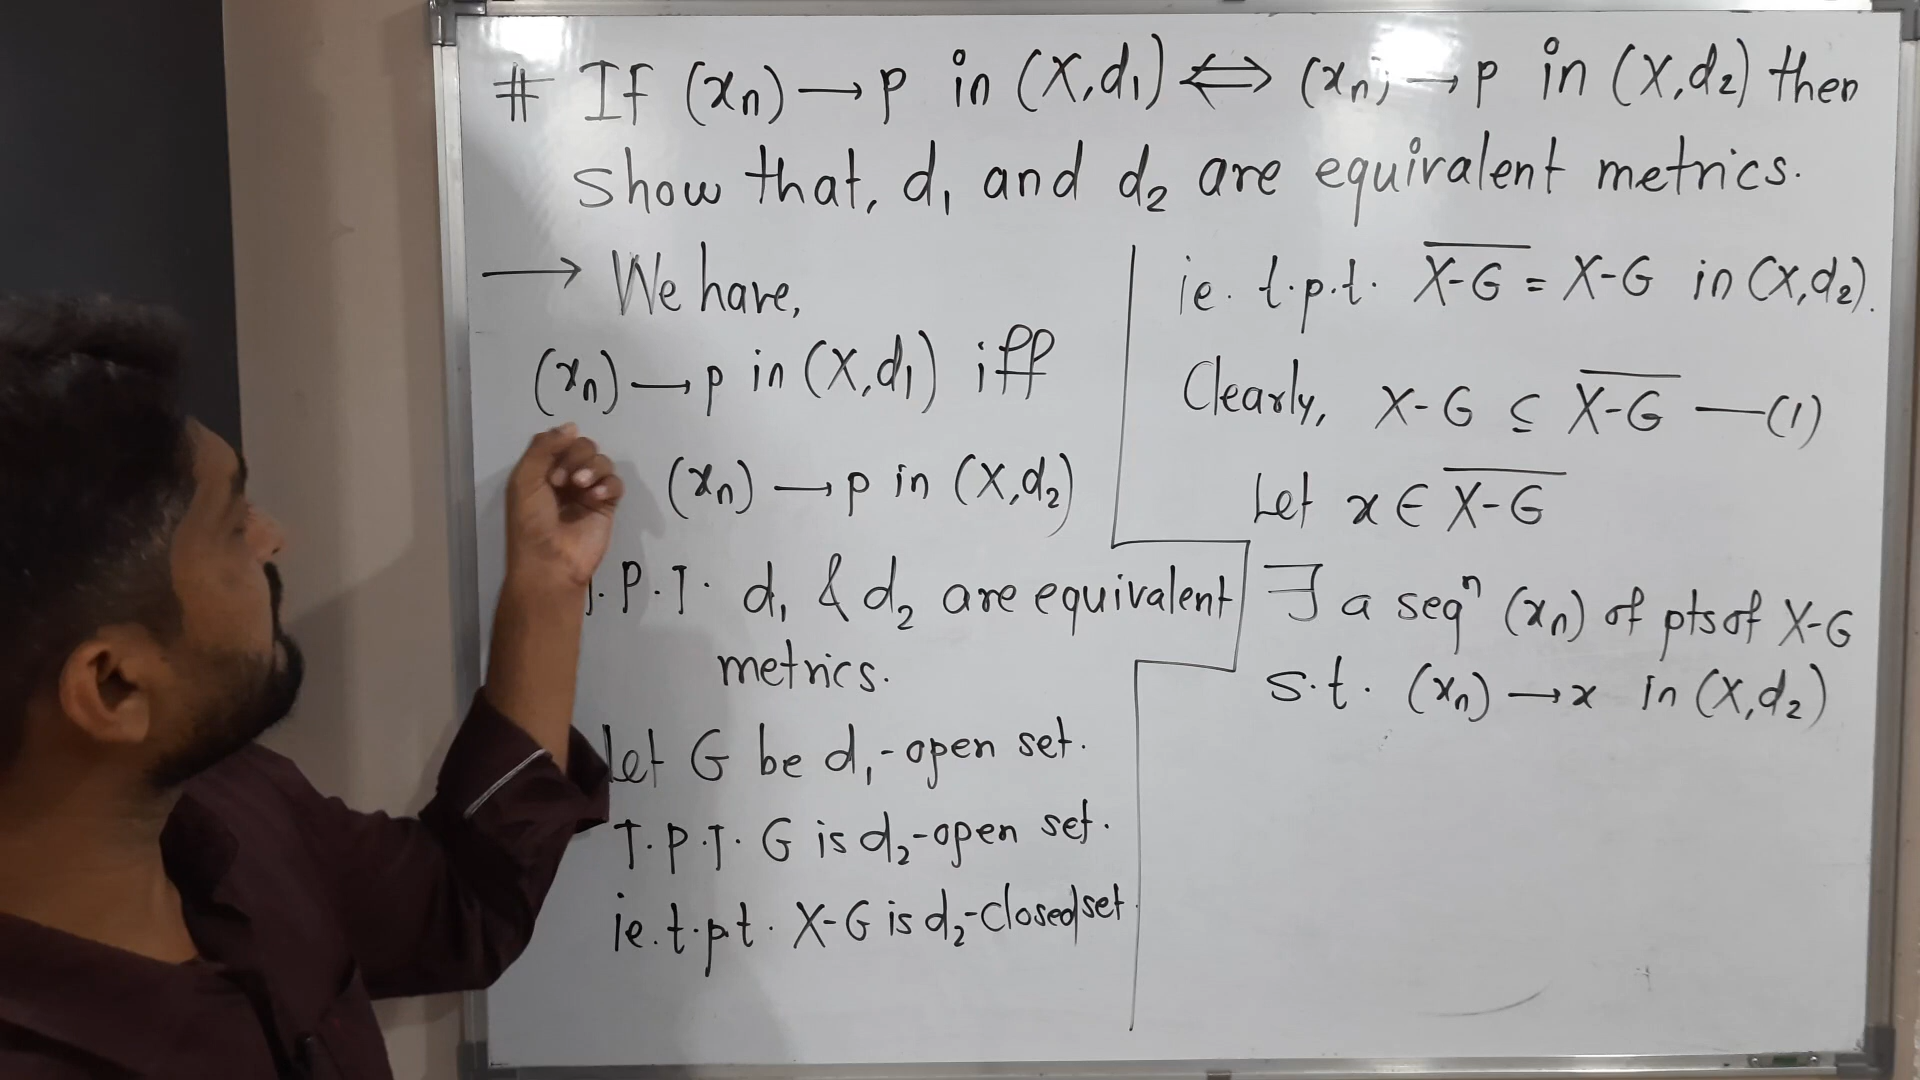 # If (xn) → p in (X,d1) ⇔ (xn) → p in (X,d2) then
show that, d1 and d2 are equivalent metrics.
→ We have,
(xn) → p in (X,d1) iff
(xn) → p in (X,d2)
T.P.T. d1 & d2 are equivalent
metrics.
Let G be d1-open set.
T.P.T. G is d2-open set.
ie. t.p.t. X-G is d2-closed set.
ie. t.p.t. X̅-̅G̅ = X-G in (X,d2).
Clearly, X-G ⊆ X̅-̅G̅ —(1)
Let x ∈ X̅-̅G̅
∃ a seqⁿ (xn) of pts of X-G
s.t. (xn) → x in (X,d2)